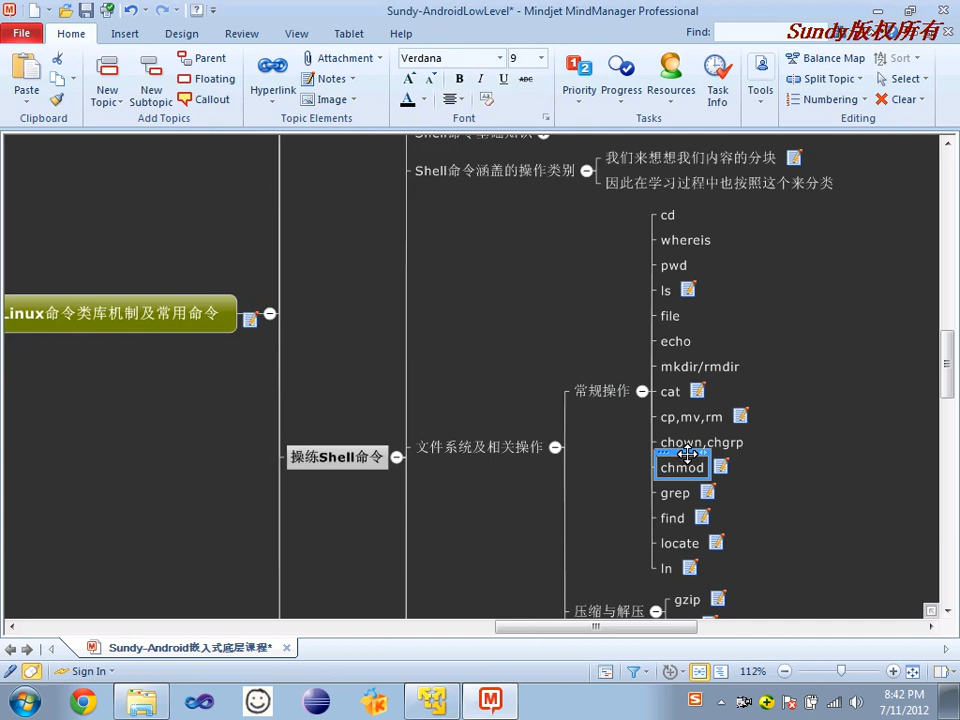 Sundy-AndroidLowLevel* - Mindjet MindManager Professional
File Home Insert Design Review View Tablet Help Find:
Sundy版权所有
Paste
Clipboard
New Topic
New Subtopic
Parent
Floating
Callout
Add Topics
Hyperlink
Attachment
Notes
Image
Topic Elements
Verdana 9
B I U ABC
A
Font
Priority
Progress
Resources
Task Info
Tasks
Tools
Balance Map
Split Topic
Numbering
Sort
Select
Clear
Editing
Shell命令涵盖的操作类别
我们来想想我们内容的分块
因此在学习过程中也按照这个来分类
cd
whereis
pwd
Linux命令类库机制及常用命令
ls
file
echo
mkdir/rmdir
常规操作
cat
cp,mv,rm
chown,chgrp
文件系统及相关操作
操练Shell命令
chmod
grep
find
locate
ln
压缩与解压
gzip
Sundy-Android嵌入式底层课程*
Sign In
112%
8:42 PM
7/11/2012